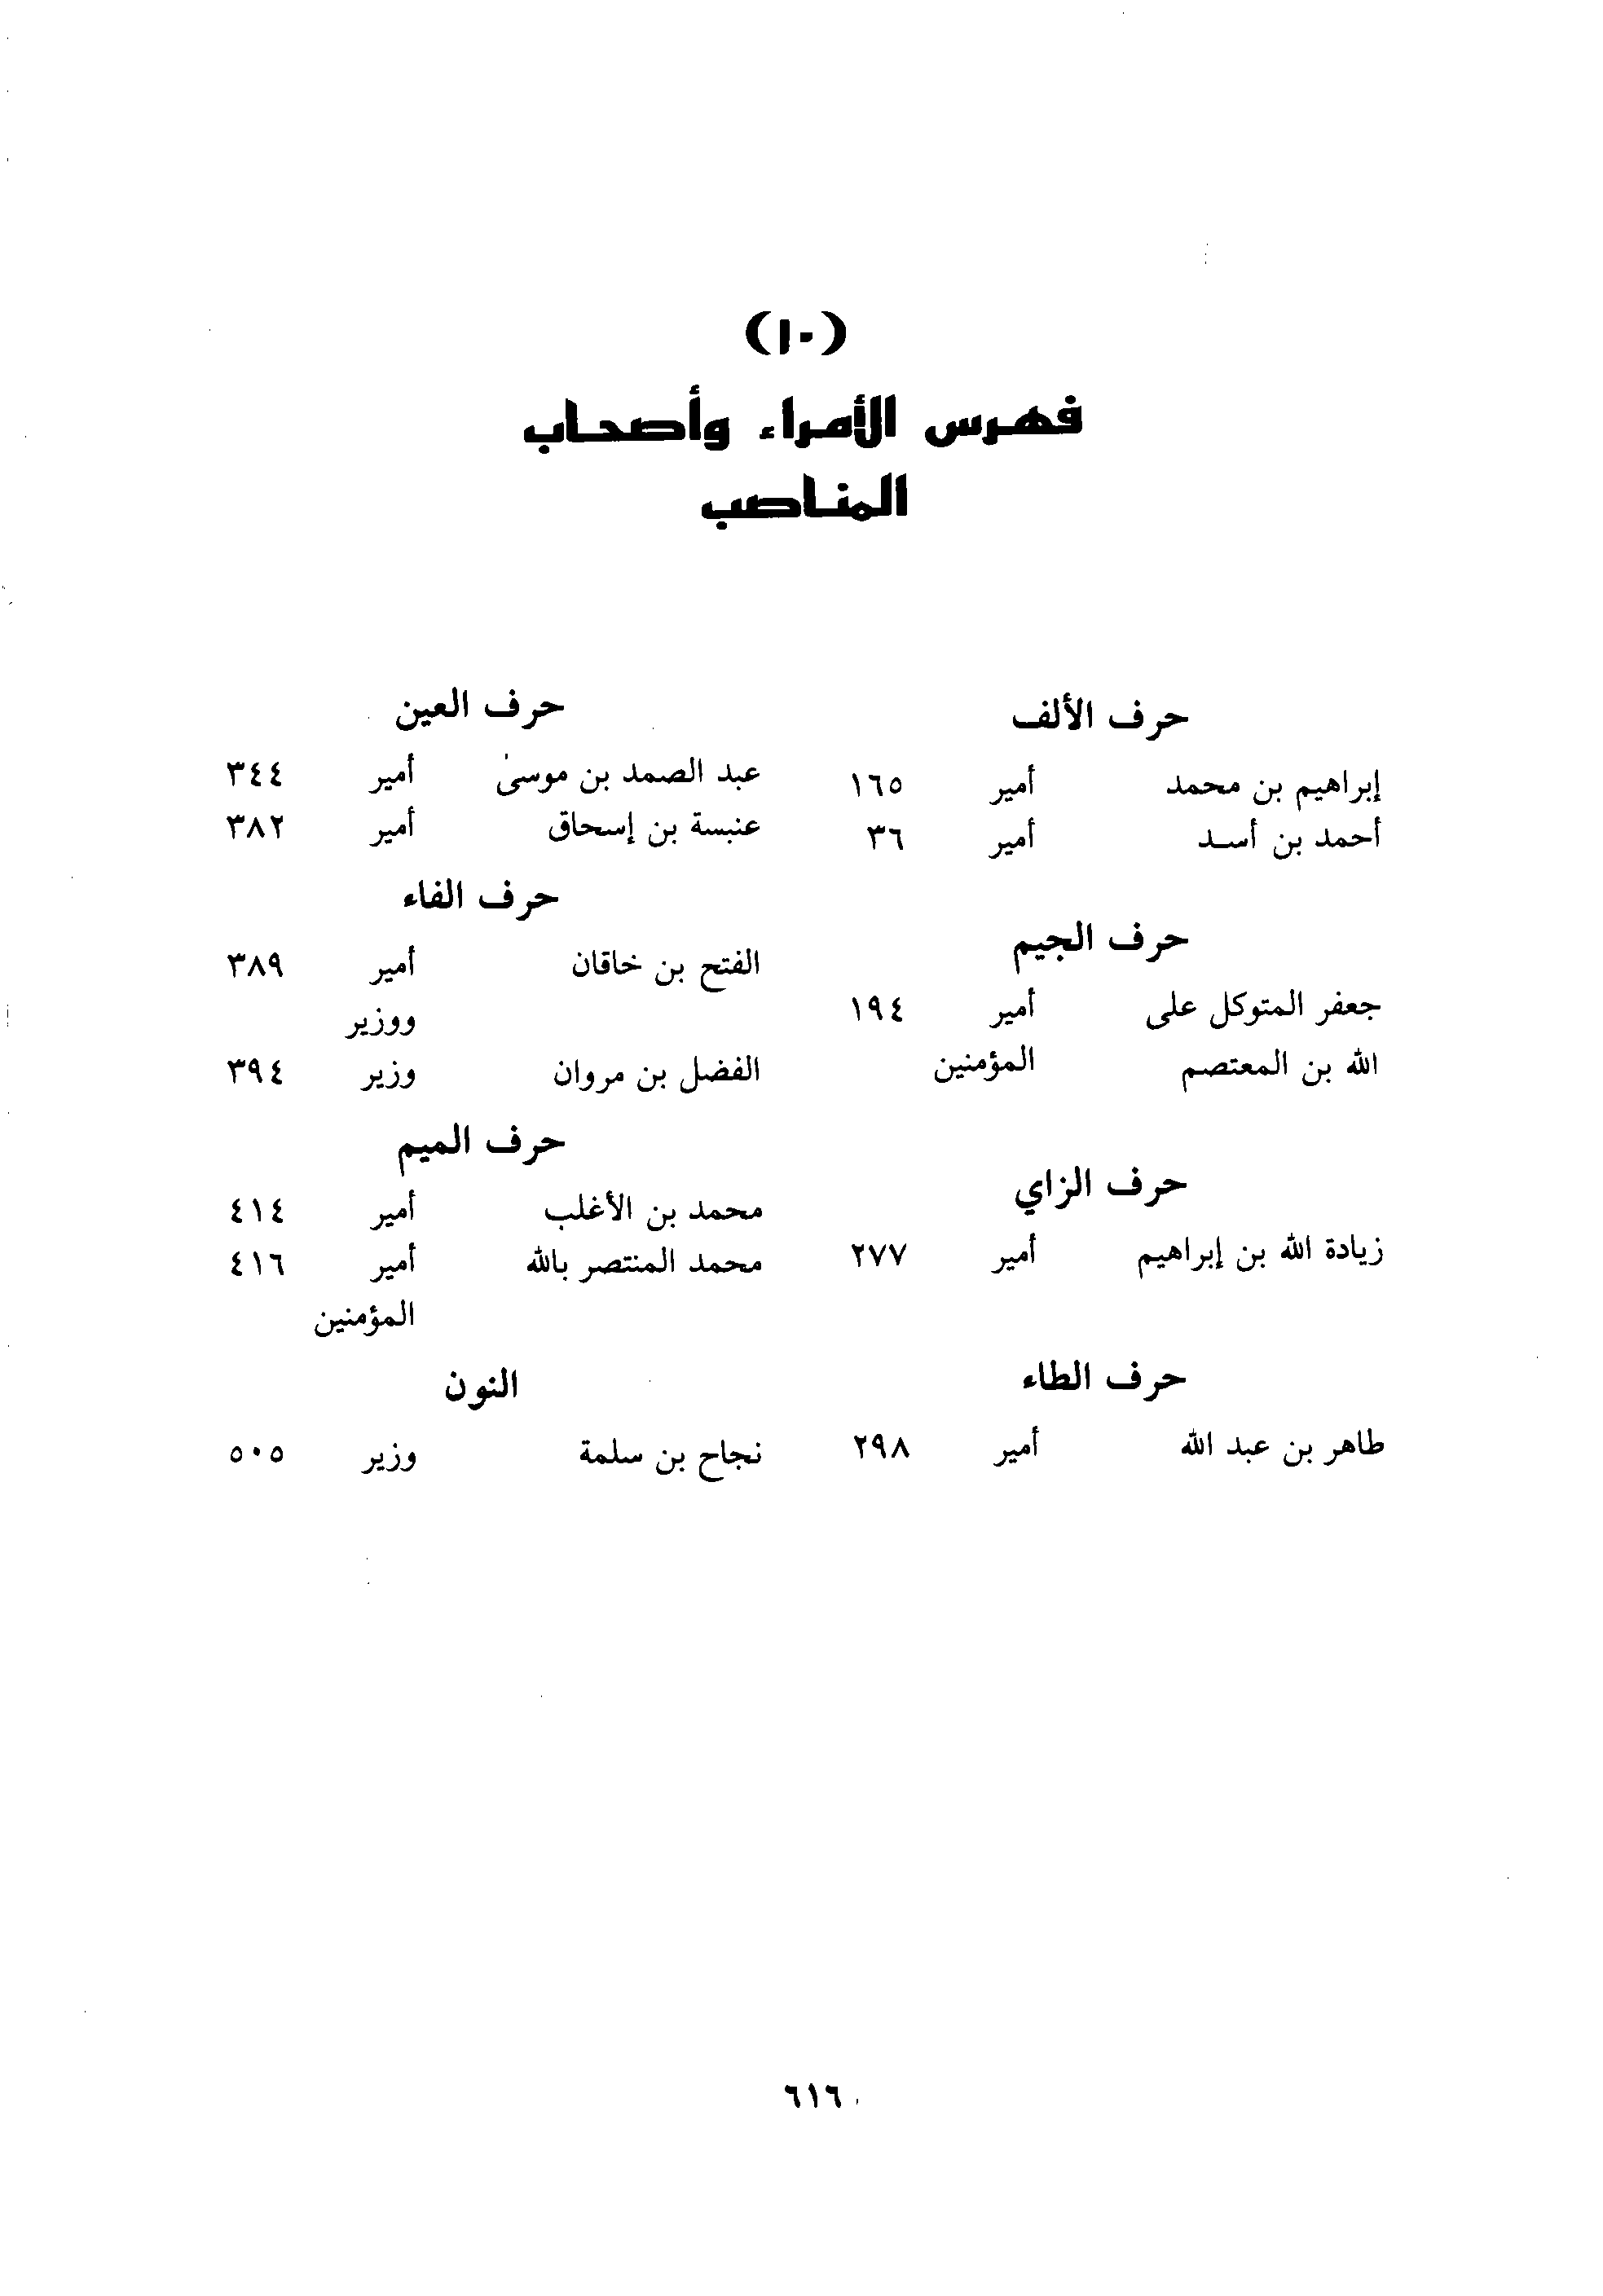 (١٠)
فهرس الأمراء وأصحاب
المناصب
حرف الألف
إبراهيم بن محمد أمير ١٦٥
أحمد بن أسد أمير ٣٦
حرف الجيم
جعفر المتوكل على أمير ١٩٤
الله بن المعتصم المؤمنين
حرف الزاي
زيادة الله بن إبراهيم أمير ٢٧٧
حرف الطاء
طاهر بن عبد الله أمير ٢٩٨
حرف العين
عبد الصمد بن موسىٰ أمير ٣٤٤
عنبسة بن إسحاق أمير ٣٨٢
حرف الفاء
الفتح بن خاقان أمير ٣٨٩
ووزير
الفضل بن مروان وزير ٣٩٤
حرف الميم
محمد بن الأغلب أمير ٤١٤
محمد المنتصر بالله أمير ٤١٦
المؤمنين
النون
نجاح بن سلمة وزير ٥٠٥
٦١٦